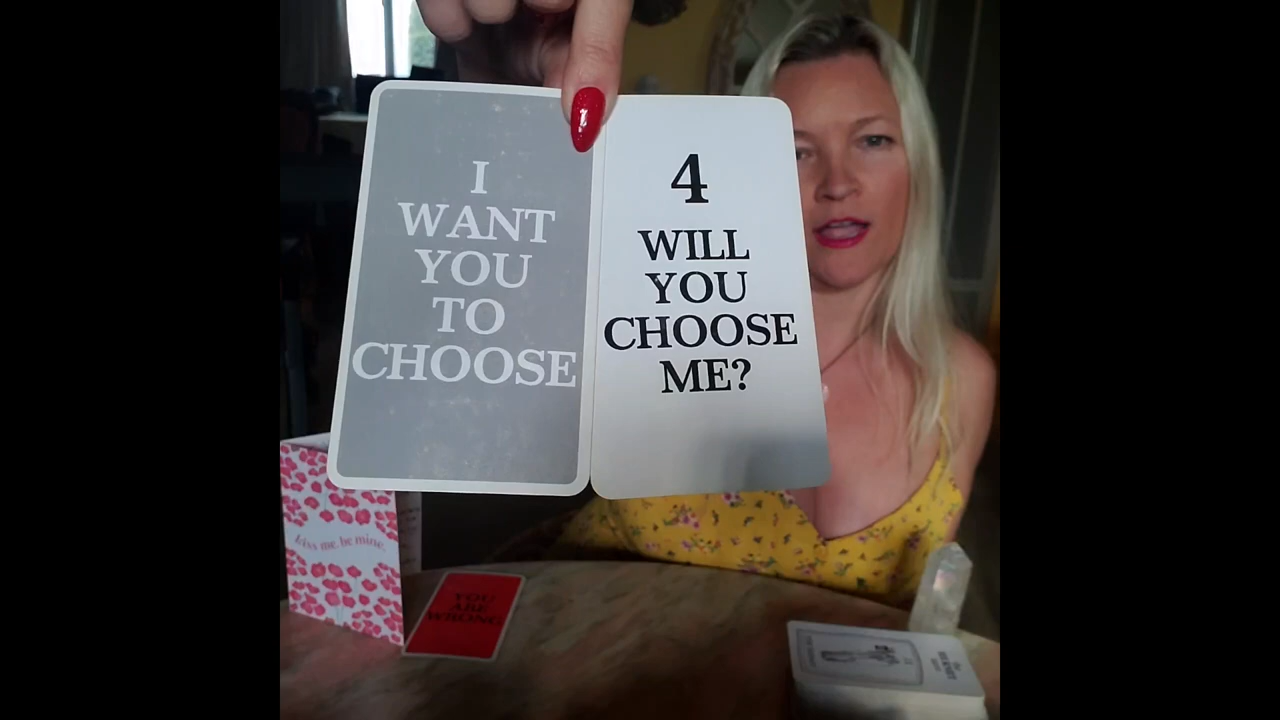 I
WANT
YOU
TO
CHOOSE
4
WILL
YOU
CHOOSE
ME?
kiss me. be mine.
YOU
ARE
WRONG